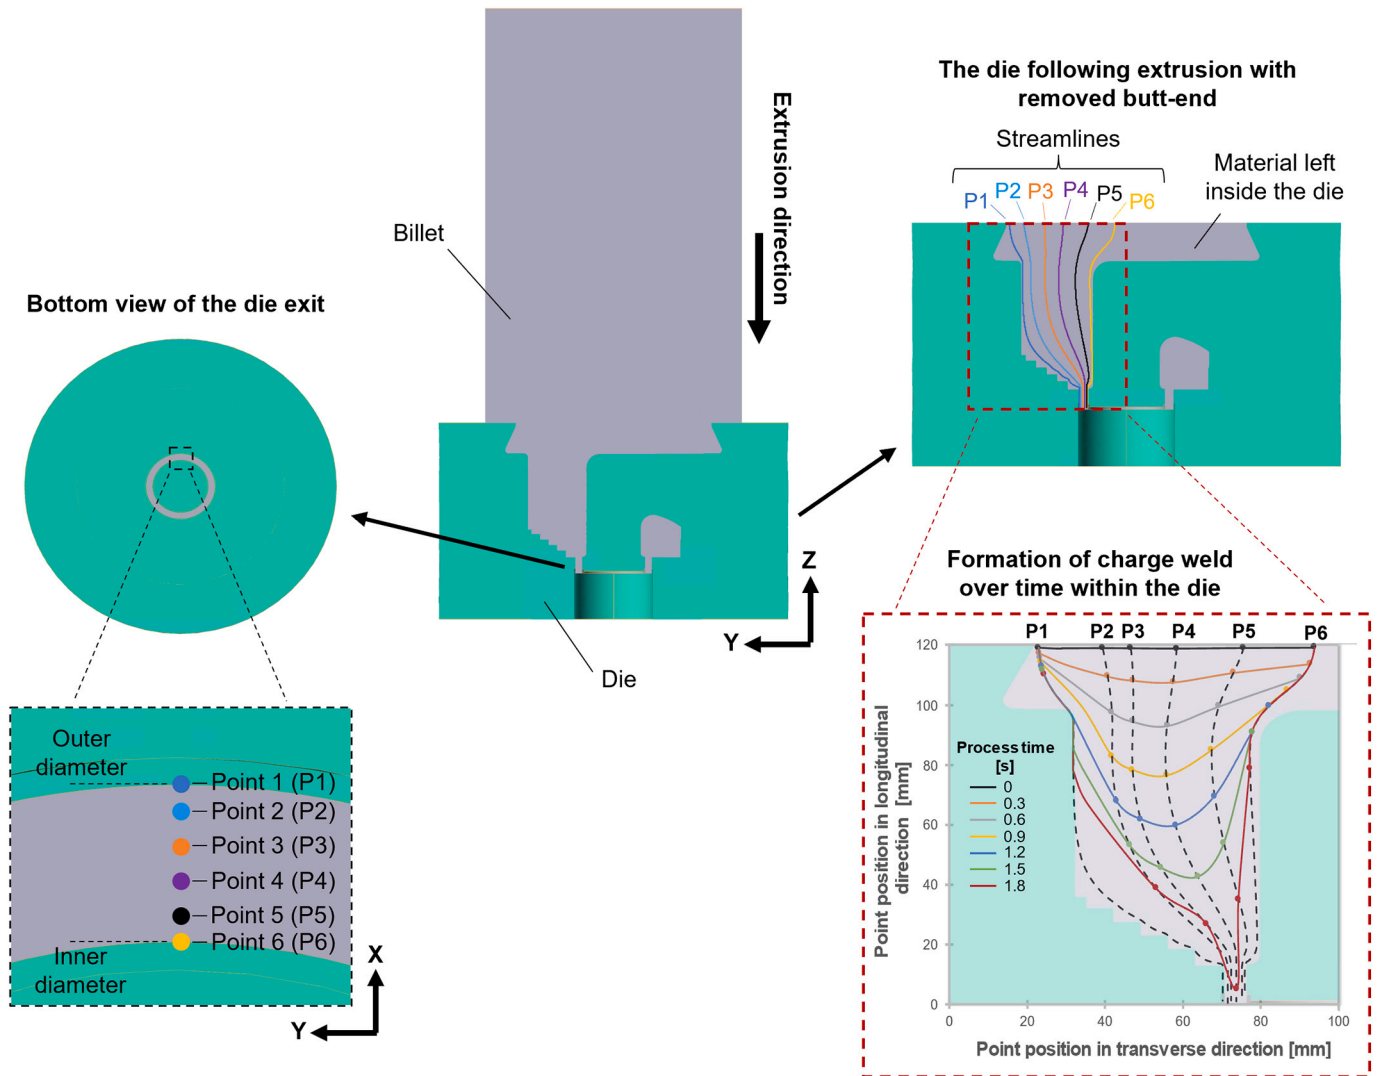 Bottom view of the die exit
Outer
diameter
Point 1 (P1)
Point 2 (P2)
Point 3 (P3)
Point 4 (P4)
Point 5 (P5)
Point 6 (P6)
Inner
diameter
X
Y
Billet
Extrusion direction
Die
Z
Y
The die following extrusion with
removed butt-end
Streamlines
P1
P2
P3
P4
P5
P6
Material left
inside the die
Formation of charge weld
over time within the die
P1 P2 P3 P4 P5 P6
120
100
80
60
40
20
0
Point position in longitudinal
direction [mm]
Process time
[s]
0
0.3
0.6
0.9
1.2
1.5
1.8
0 20 40 60 80 100
Point position in transverse direction [mm]